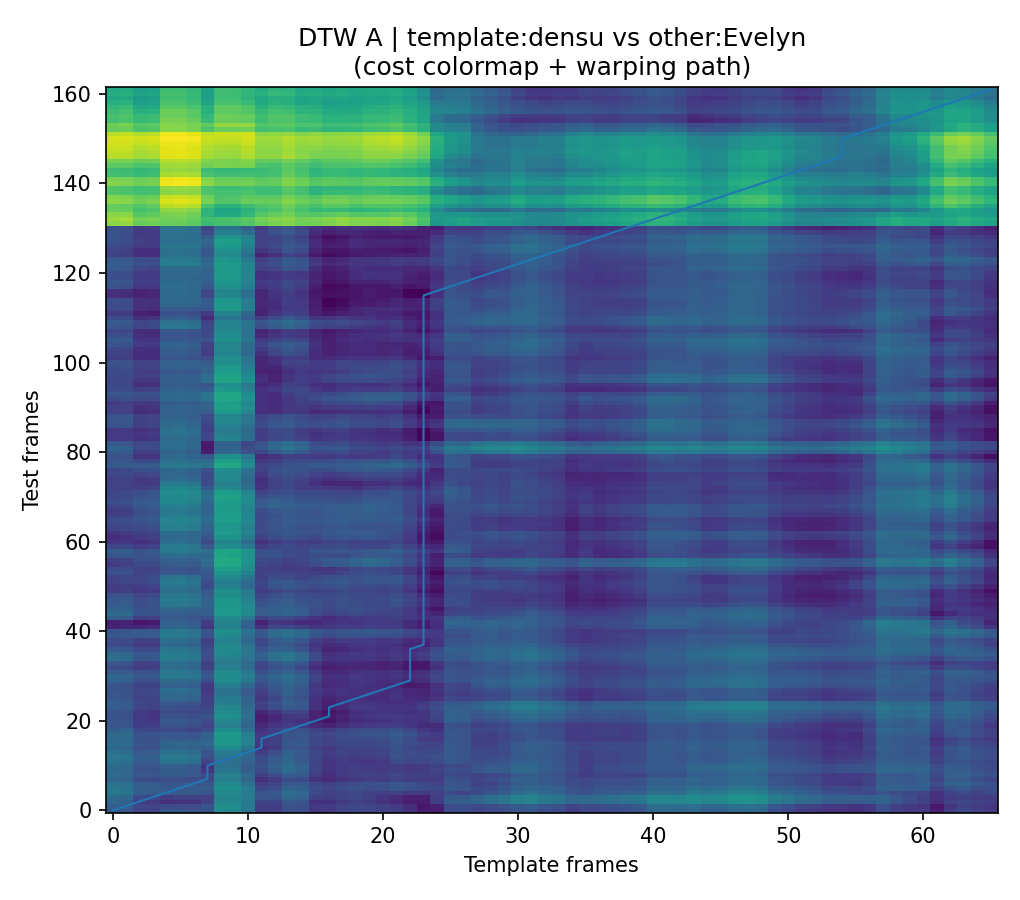 DTW A | template:densu vs other:Evelyn
(cost colormap + warping path)
160
140
120
100
80
60
40
20
0
Test frames
0 10 20 30 40 50 60
Template frames